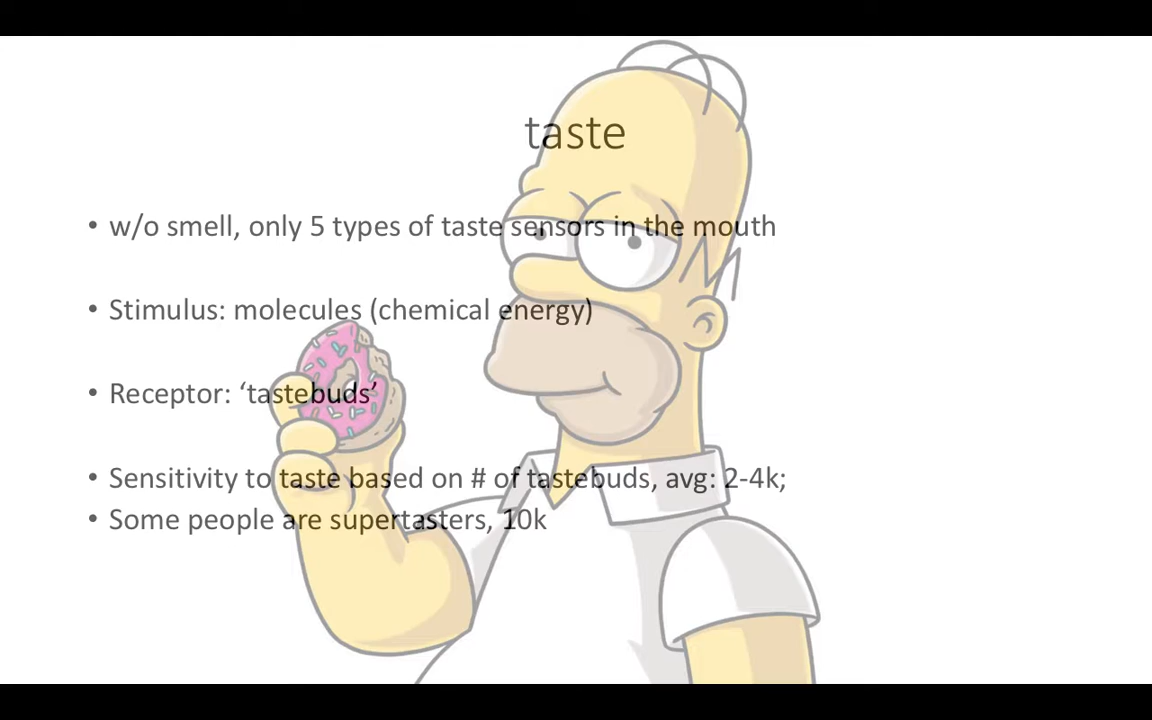 taste
• w/o smell, only 5 types of taste sensors in the mouth
• Stimulus: molecules (chemical energy)
• Receptor: ‘tastebuds’
• Sensitivity to taste based on # of tastebuds, avg: 2-4k;
• Some people are supertasters, 10k